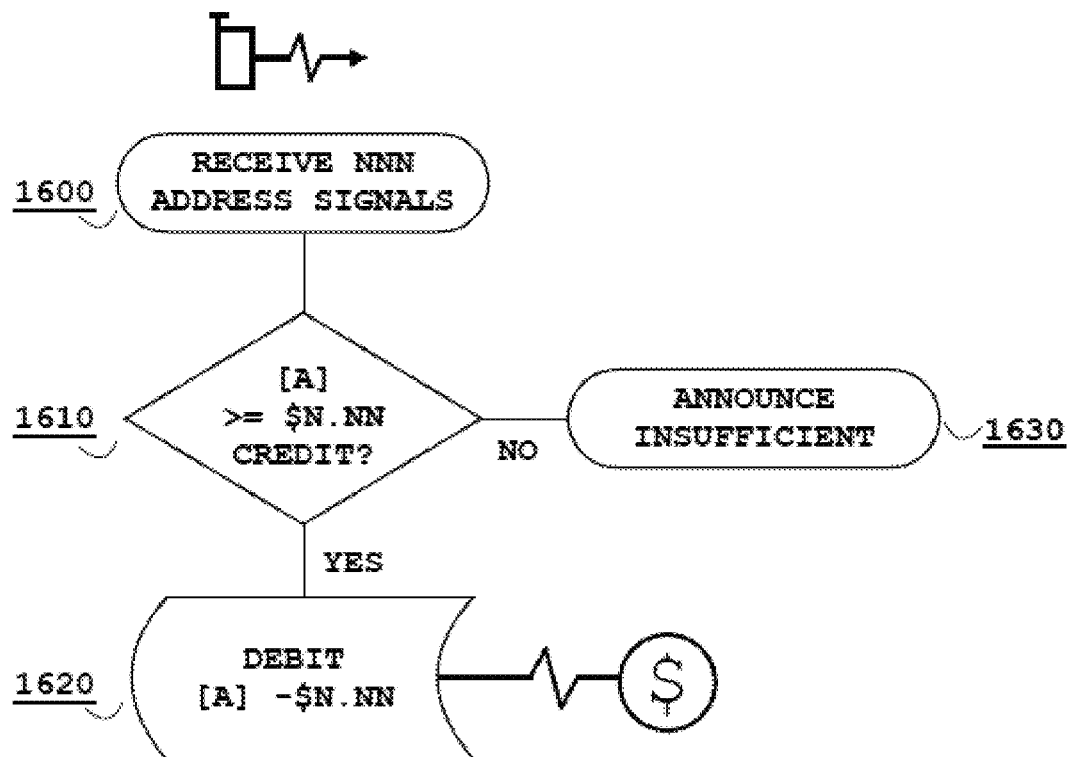 RECEIVE NNN
ADDRESS SIGNALS
1600
[A]
>= $N.NN
CREDIT?
1610
NO
ANNOUNCE
INSUFFICIENT
1630
YES
DEBIT
[A] -$N.NN
1620
$